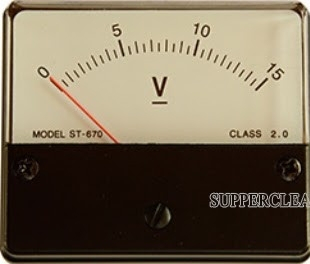 0 5 10 15
V
MODEL ST-670 CLASS 2.0
SUPPERCLEA